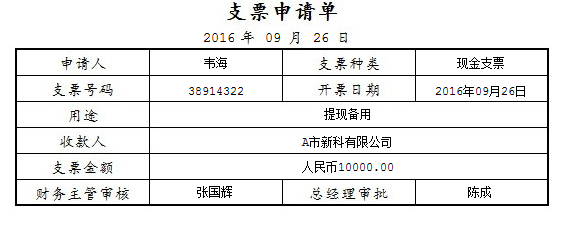 支票申请单
2016 年 09 月 26 日
申请人 韦海 支票种类 现金支票
支票号码 38914322 开票日期 2016年09月26日
用途 提现备用
收款人 A市新科有限公司
支票金额 人民币10000.00
财务主管审核 张国辉 总经理审批 陈成